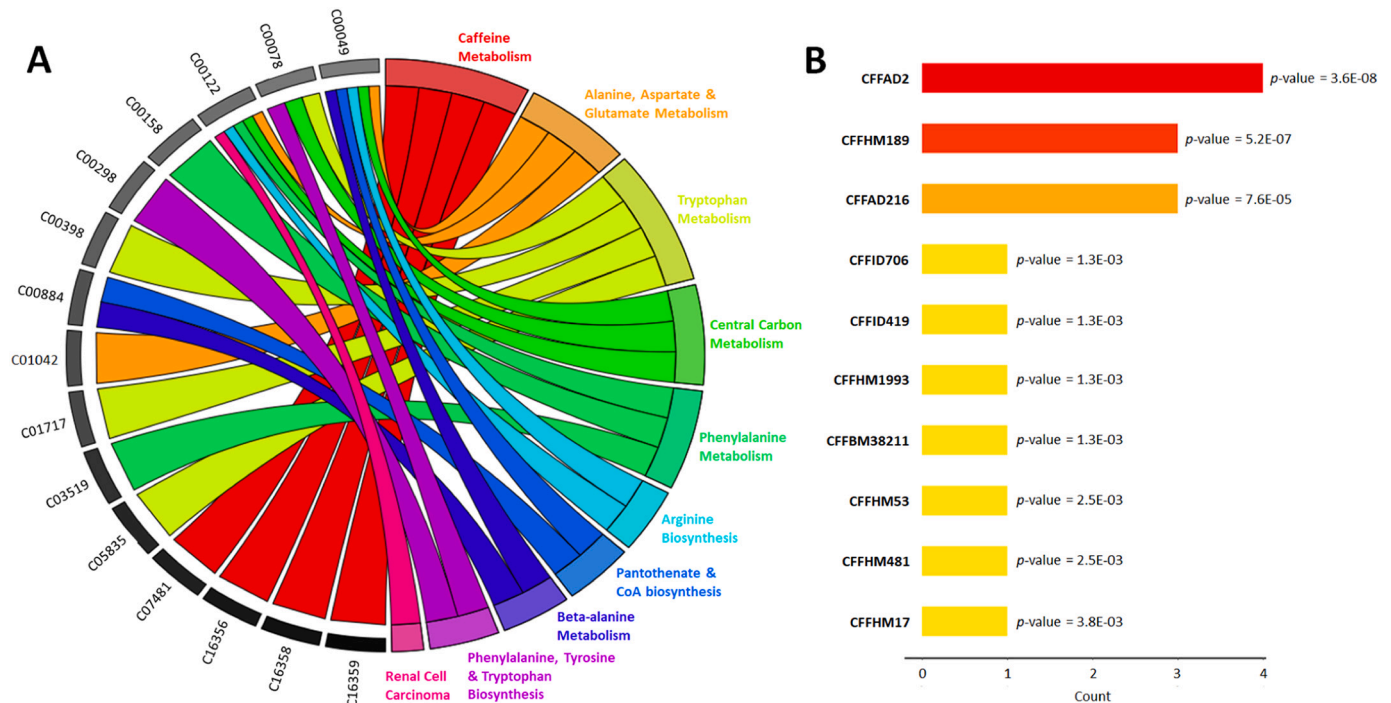 A
C00049
C00078
C00122
C00158
C00298
C00398
C00884
C01042
C01717
C03519
C05835
C07481
C16356
C16358
C16359
Caffeine
Metabolism
Alanine, Aspartate &
Glutamate Metabolism
Tryptophan
Metabolism
Central Carbon
Metabolism
Phenylalanine
Metabolism
Arginine
Biosynthesis
Pantothenate &
CoA biosynthesis
Beta-alanine
Metabolism
Phenylalanine, Tyrosine
& Tryptophan
Biosynthesis
Renal Cell
Carcinoma
B
CFFAD2 p-value = 3.6E-08
CFFHM189 p-value = 5.2E-07
CFFAD216 p-value = 7.6E-05
CFFID706 p-value = 1.3E-03
CFFID419 p-value = 1.3E-03
CFFHM1993 p-value = 1.3E-03
CFFBM38211 p-value = 1.3E-03
CFFHM53 p-value = 2.5E-03
CFFHM481 p-value = 2.5E-03
CFFHM17 p-value = 3.8E-03
0 1 2 3 4
Count